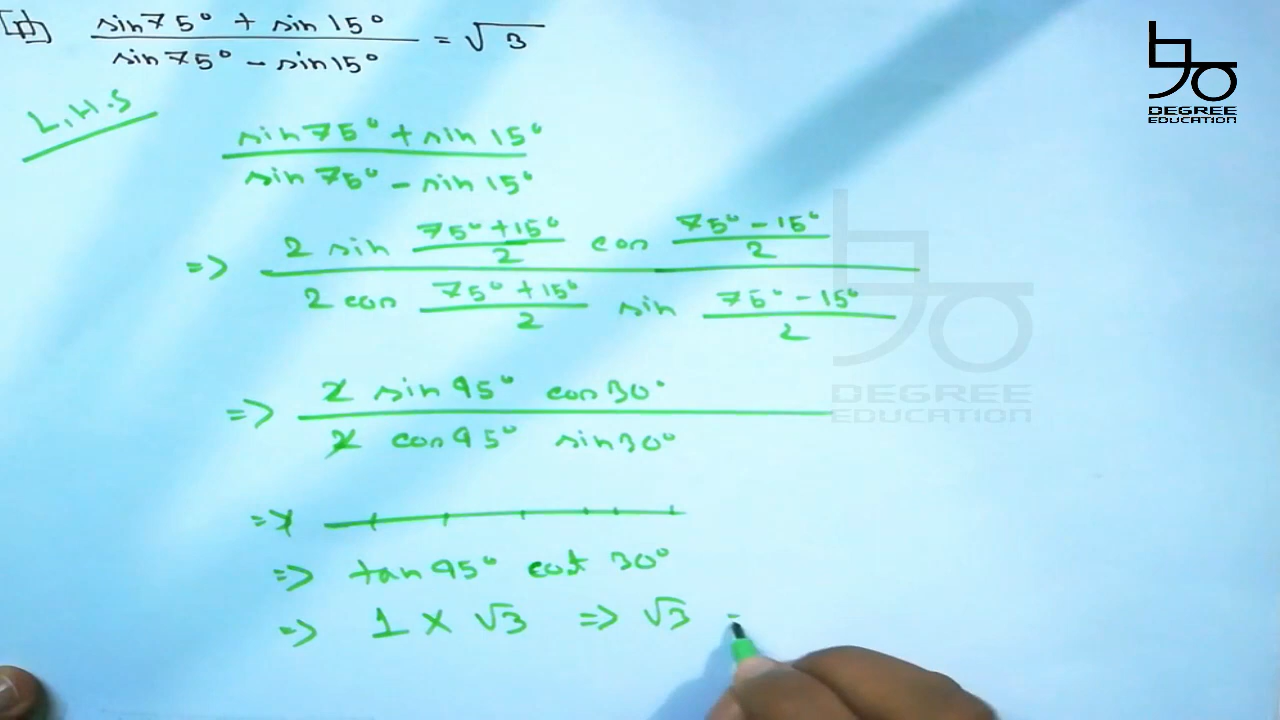 [ঘ] sin75° + sin15° / sin75° - sin15° = √3
L.H.S
sin75° + sin15°
sin75° - sin15°
=> 2 sin 75°+15°/2 cos 75°-15°/2
2 cos 75°+15°/2 sin 75°-15°/2
=> 2 sin45° cos30°
2 cos45° sin30°
=> tan45° cot 30°
=> 1 × √3 => √3 =
DEGREE
EDUCATION
DEGREE
EDUCATION